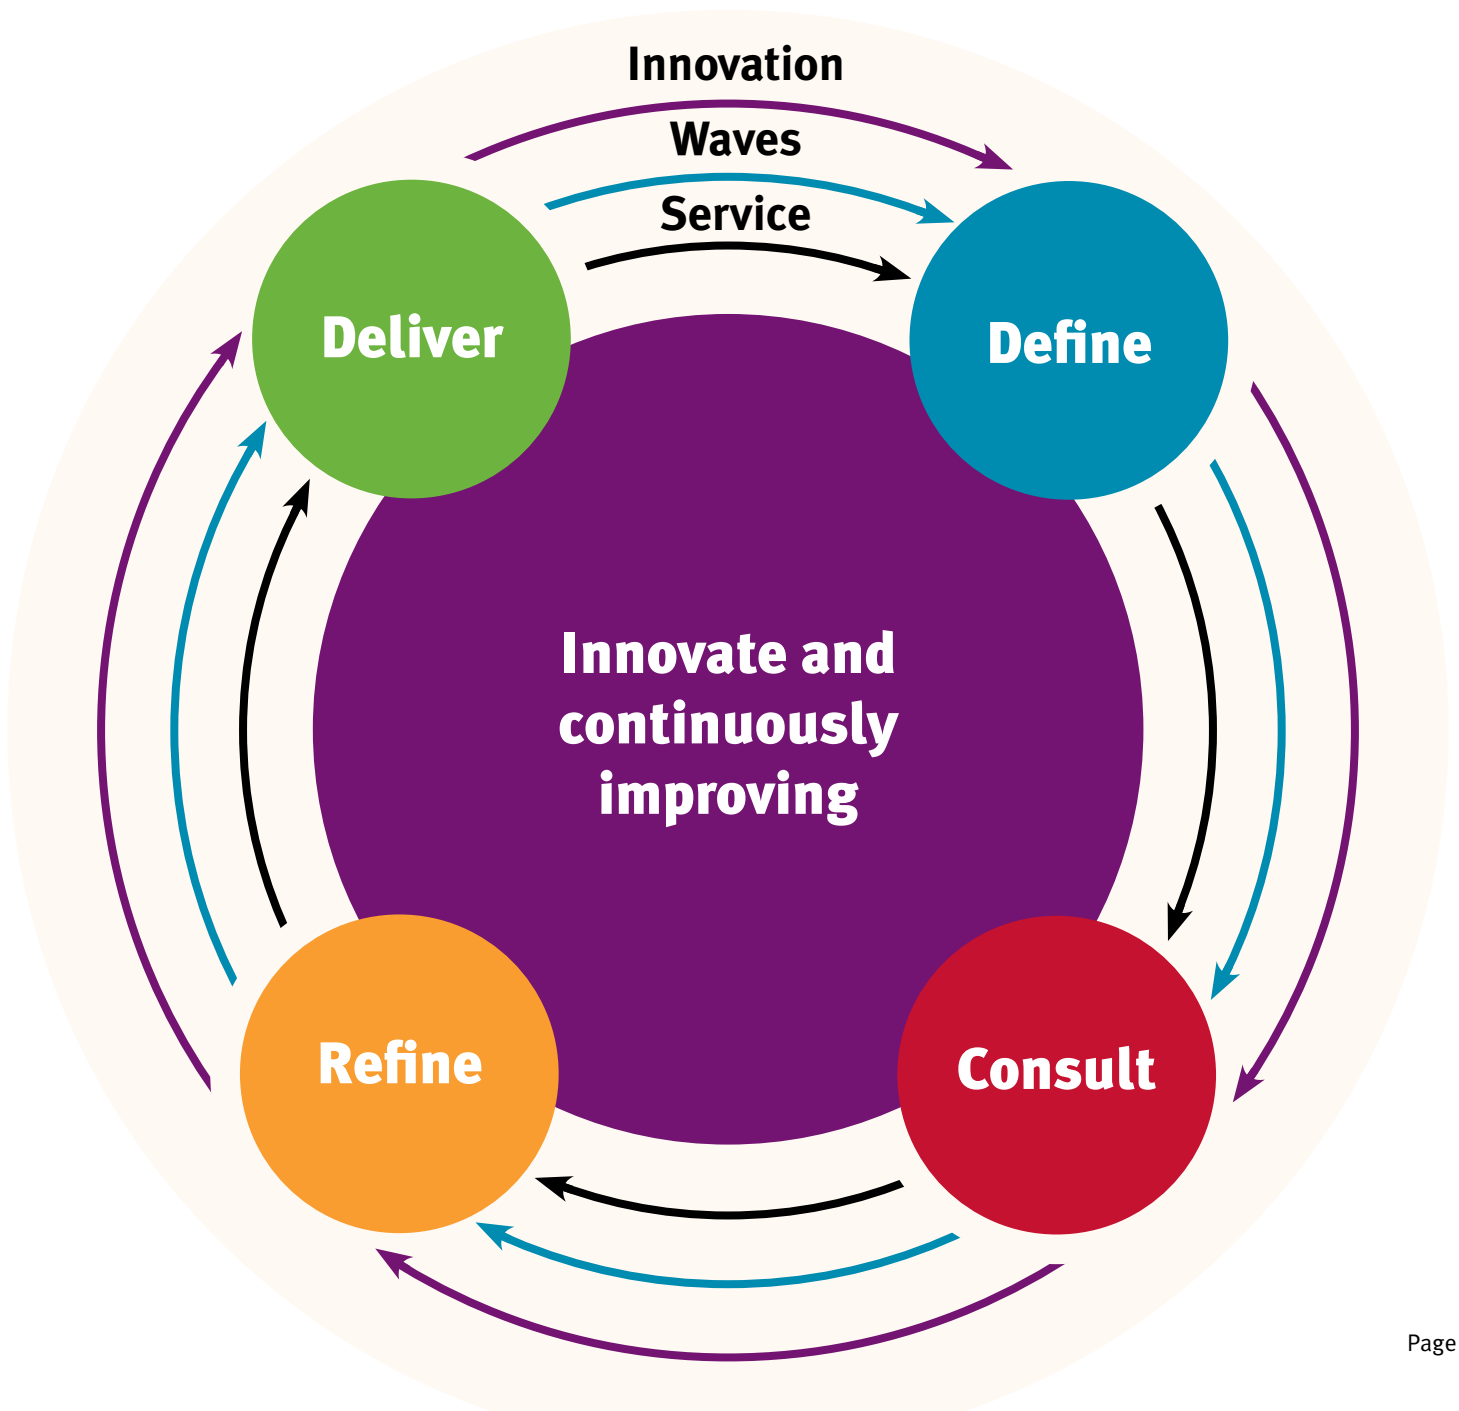 Innovation
Waves
Service
Deliver
Define
Innovate and
continuously
improving
Refine
Consult
Page